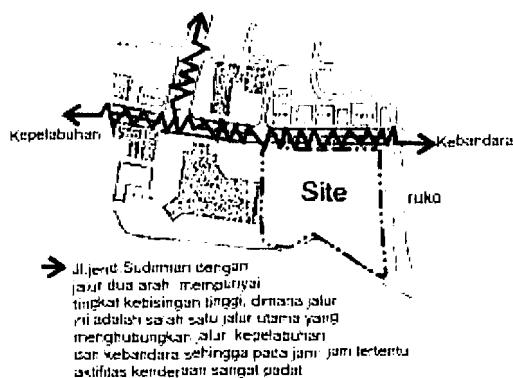 Kepelabuhan
Kebandara
Site
ruko
Jl.jend.Sudirman dengan
jalur dua arah mempunyai
tingkat kebisingan tinggi, dimana jalur
ini adalah salah satu jalur utama yang
menghubungkan jalur kepelabuhan
dan kebandara sehingga pada jam jam tertentu
aktifitas kenderaan sangat padat